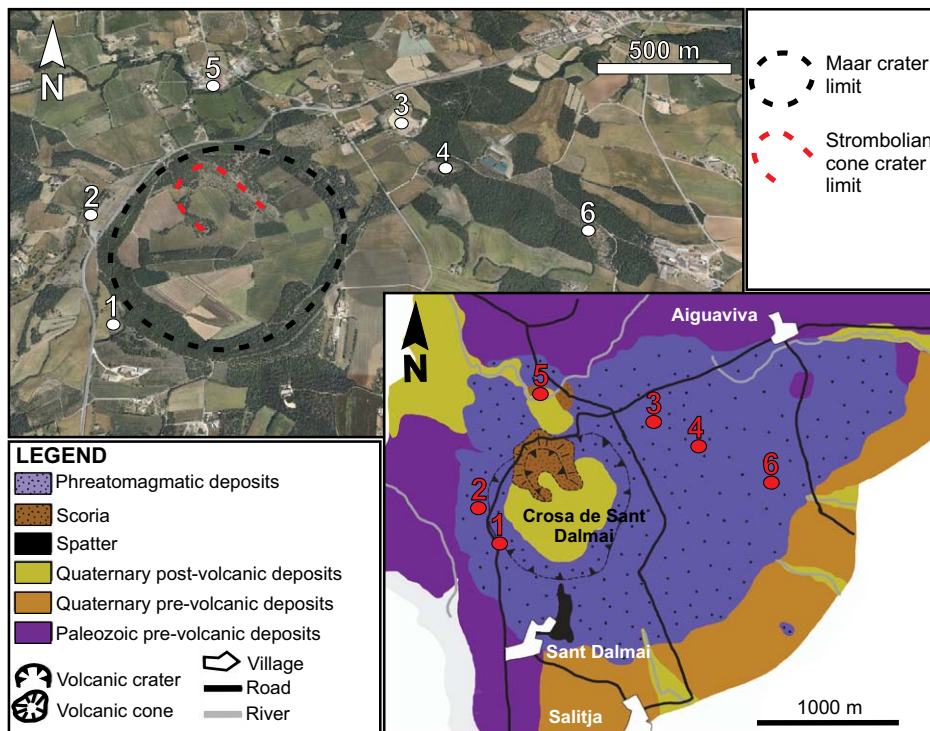 500 m
N
5
3
4
2
6
1
Maar crater
limit
Strombolian
cone crater
limit
Aiguaviva
N
5
3
4
6
2
1
Crosa de Sant
Dalmai
Sant Dalmai
Salitja
1000 m
LEGEND
Phreatomagmatic deposits
Scoria
Spatter
Quaternary post-volcanic deposits
Quaternary pre-volcanic deposits
Paleozoic pre-volcanic deposits
Volcanic crater
Volcanic cone
Village
Road
River